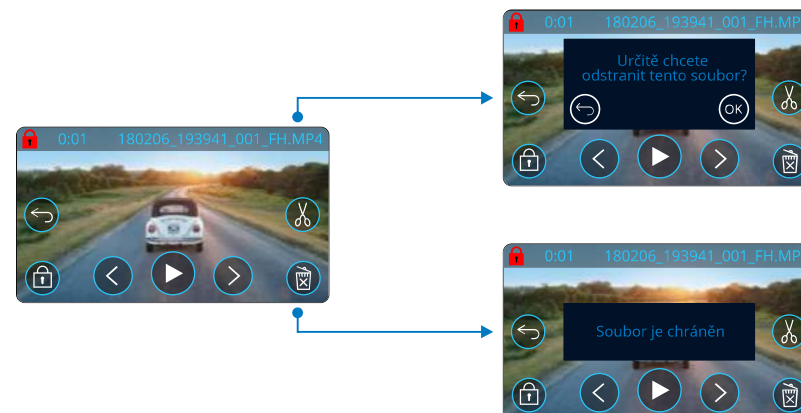 0:01 180206_193941_001_FH.MP4
0:01 180206_193941_001_FH.MP
Určitě chcete
odstranit tento soubor?
OK
0:01 180206_193941_001_FH.MP
Soubor je chráněn